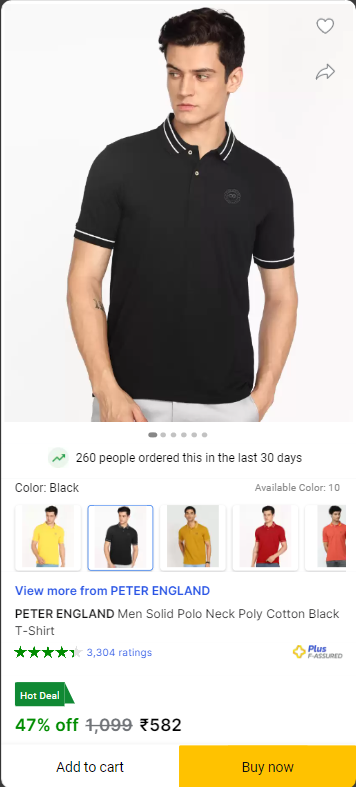 260 people ordered this in the last 30 days
Color: Black
Available Color: 10
View more from PETER ENGLAND
PETER ENGLAND Men Solid Polo Neck Poly Cotton Black
T-Shirt
3,304 ratings
Plus
F-ASSURED
Hot Deal
47% off 1,099 ₹582
Add to cart
Buy now